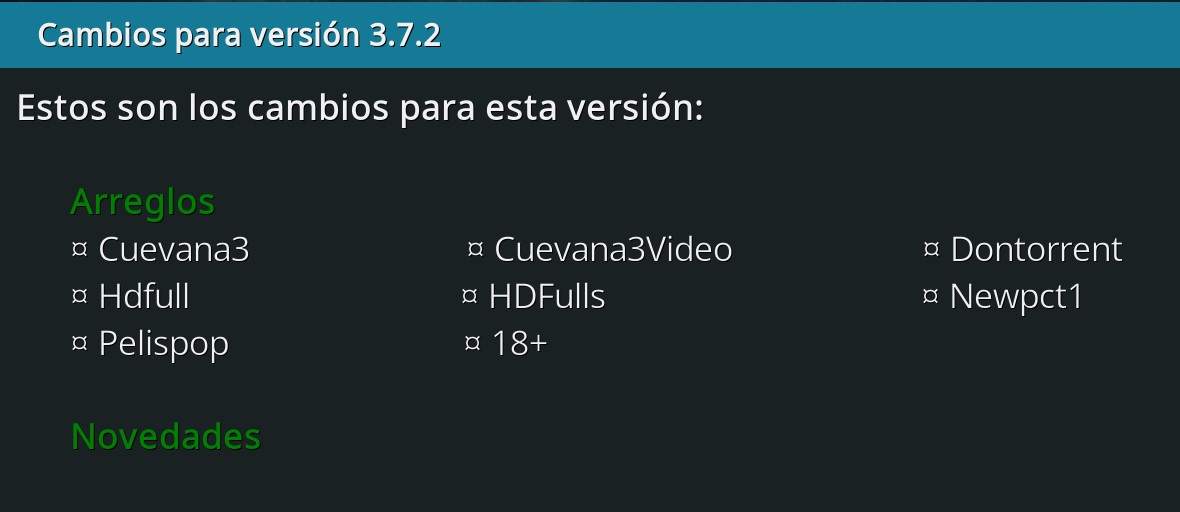 Cambios para versión 3.7.2
Estos son los cambios para esta versión:
Arreglos
¤ Cuevana3 ¤ Cuevana3Video ¤ Dontorrent
¤ Hdfull ¤ HDFulls ¤ Newpct1
¤ Pelispop ¤ 18+
Novedades